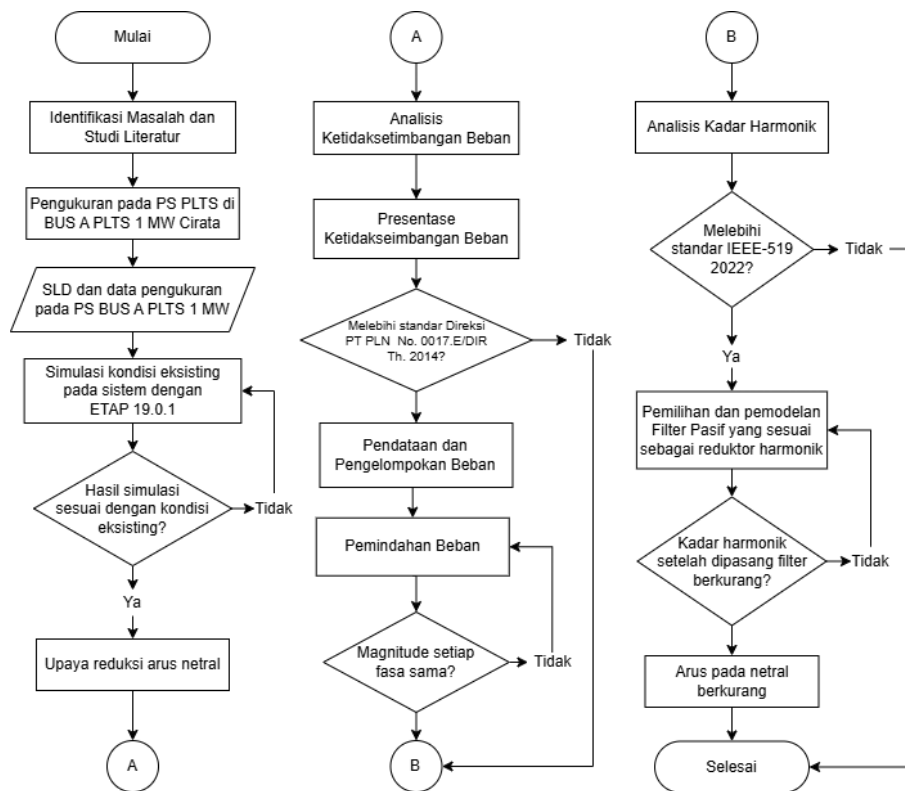 Mulai
Identifikasi Masalah dan
Studi Literatur
Pengukuran pada PS PLTS di
BUS A PLTS 1 MW Cirata
SLD dan data pengukuran
pada PS BUS A PLTS 1 MW
Simulasi kondisi eksisting
pada sistem dengan
ETAP 19.0.1
Hasil simulasi
sesuai dengan kondisi
eksisting?
Tidak
Ya
Upaya reduksi arus netral
A
A
Analisis
Ketidaksetimbangan Beban
Presentase
Ketidakseimbangan Beban
Melebihi standar Direksi
PT PLN No. 0017.E/DIR
Th. 2014?
Tidak
Pendataan dan
Pengelompokan Beban
Pemindahan Beban
Magnitude setiap
fasa sama?
Tidak
B
B
Analisis Kadar Harmonik
Melebihi
standar IEEE-519
2022?
Tidak
Ya
Pemilihan dan pemodelan
Filter Pasif yang sesuai
sebagai reduktor harmonik
Kadar harmonik
setelah dipasang filter
berkurang?
Tidak
Arus pada netral
berkurang
Selesai